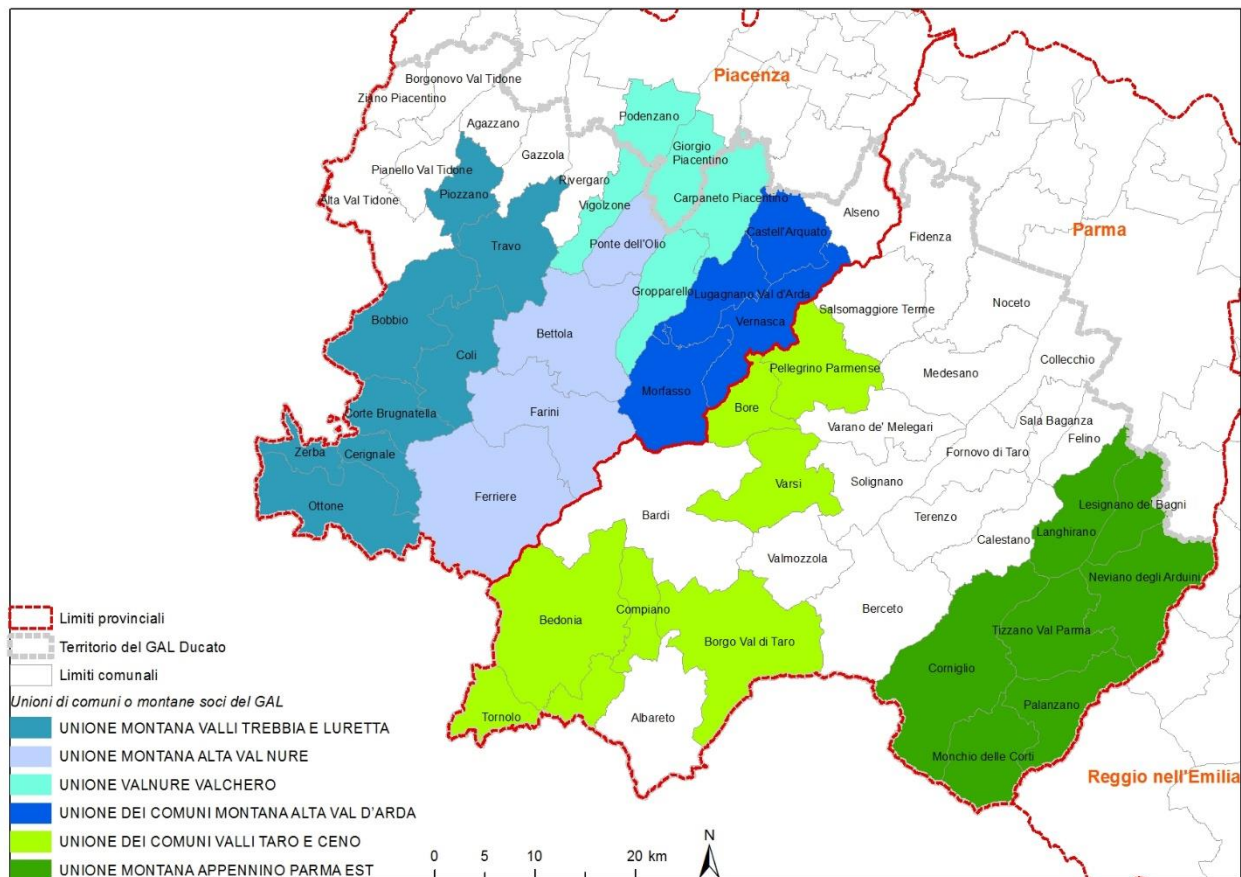 Piacenza
Borgonovo Val Tidone
Ziano Piacentino
Podenzano
Agazzano
Giorgio
Piacentino
Gazzola
Pianello Val Tidone
Rivergaro
Piozzano
Carpaneto Piacentino
Alta Val Tidone
Vigolzone
Alseno
Castell'Arquato
Parma
Fidenza
Travo
Ponte dell'Olio
Gropparello
Lugagnano Val d'Arda
Noceto
Salsomaggiore Terme
Bobbio
Vernasca
Bettola
Coli
Collecchio
Pellegrino Parmense
Medesano
Morfasso
Bore
Farini
Corte Brugnatella
Sala Baganza
Varano de' Melegari
Felino
Zerba
Cerignale
Fornovo di Taro
Solignano
Varsi
Ferriere
Ottone
Lesignano de' Bagni
Bardi
Terenzo
Langhirano
Calestano
Valmozzola
Neviano degli Arduini
Compiano
Berceto
Bedonia
Tizzano Val Parma
Borgo Val di Taro
Corniglio
Palanzano
Tornolo
Albareto
Monchio delle Corti
Reggio nell'Emilia
Limiti provinciali
Territorio del GAL Ducato
Limiti comunali
Unioni di comuni o montane soci del GAL
UNIONE MONTANA VALLI TREBBIA E LURETTA
UNIONE MONTANA ALTA VAL NURE
UNIONE VALNURE VALCHERO
UNIONE DEI COMUNI MONTANA ALTA VAL D'ARDA
UNIONE DEI COMUNI VALLI TARO E CENO
UNIONE MONTANA APPENNINO PARMA EST
0 5 10 20 km
N